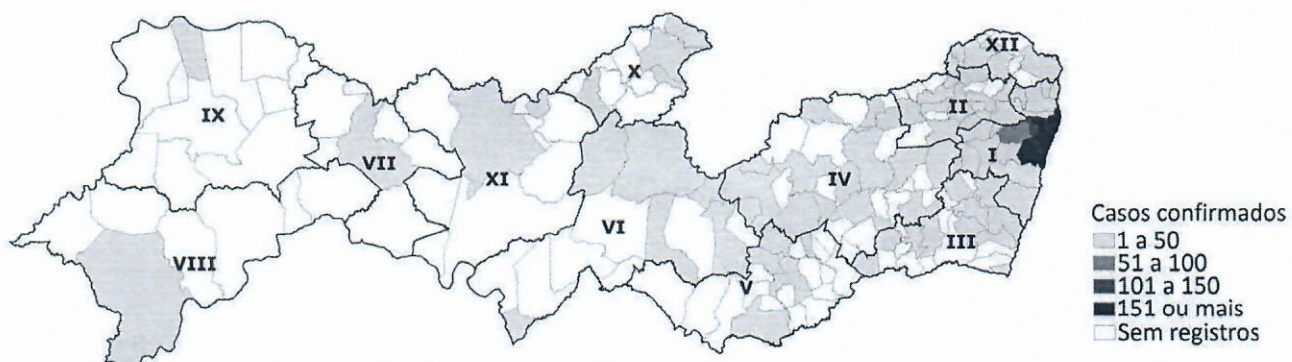 XII
X
II
IX
I
VII
IV
XI
VI
III
VIII
V
Casos confirmados
1 a 50
51 a 100
101 a 150
151 ou mais
Sem registros